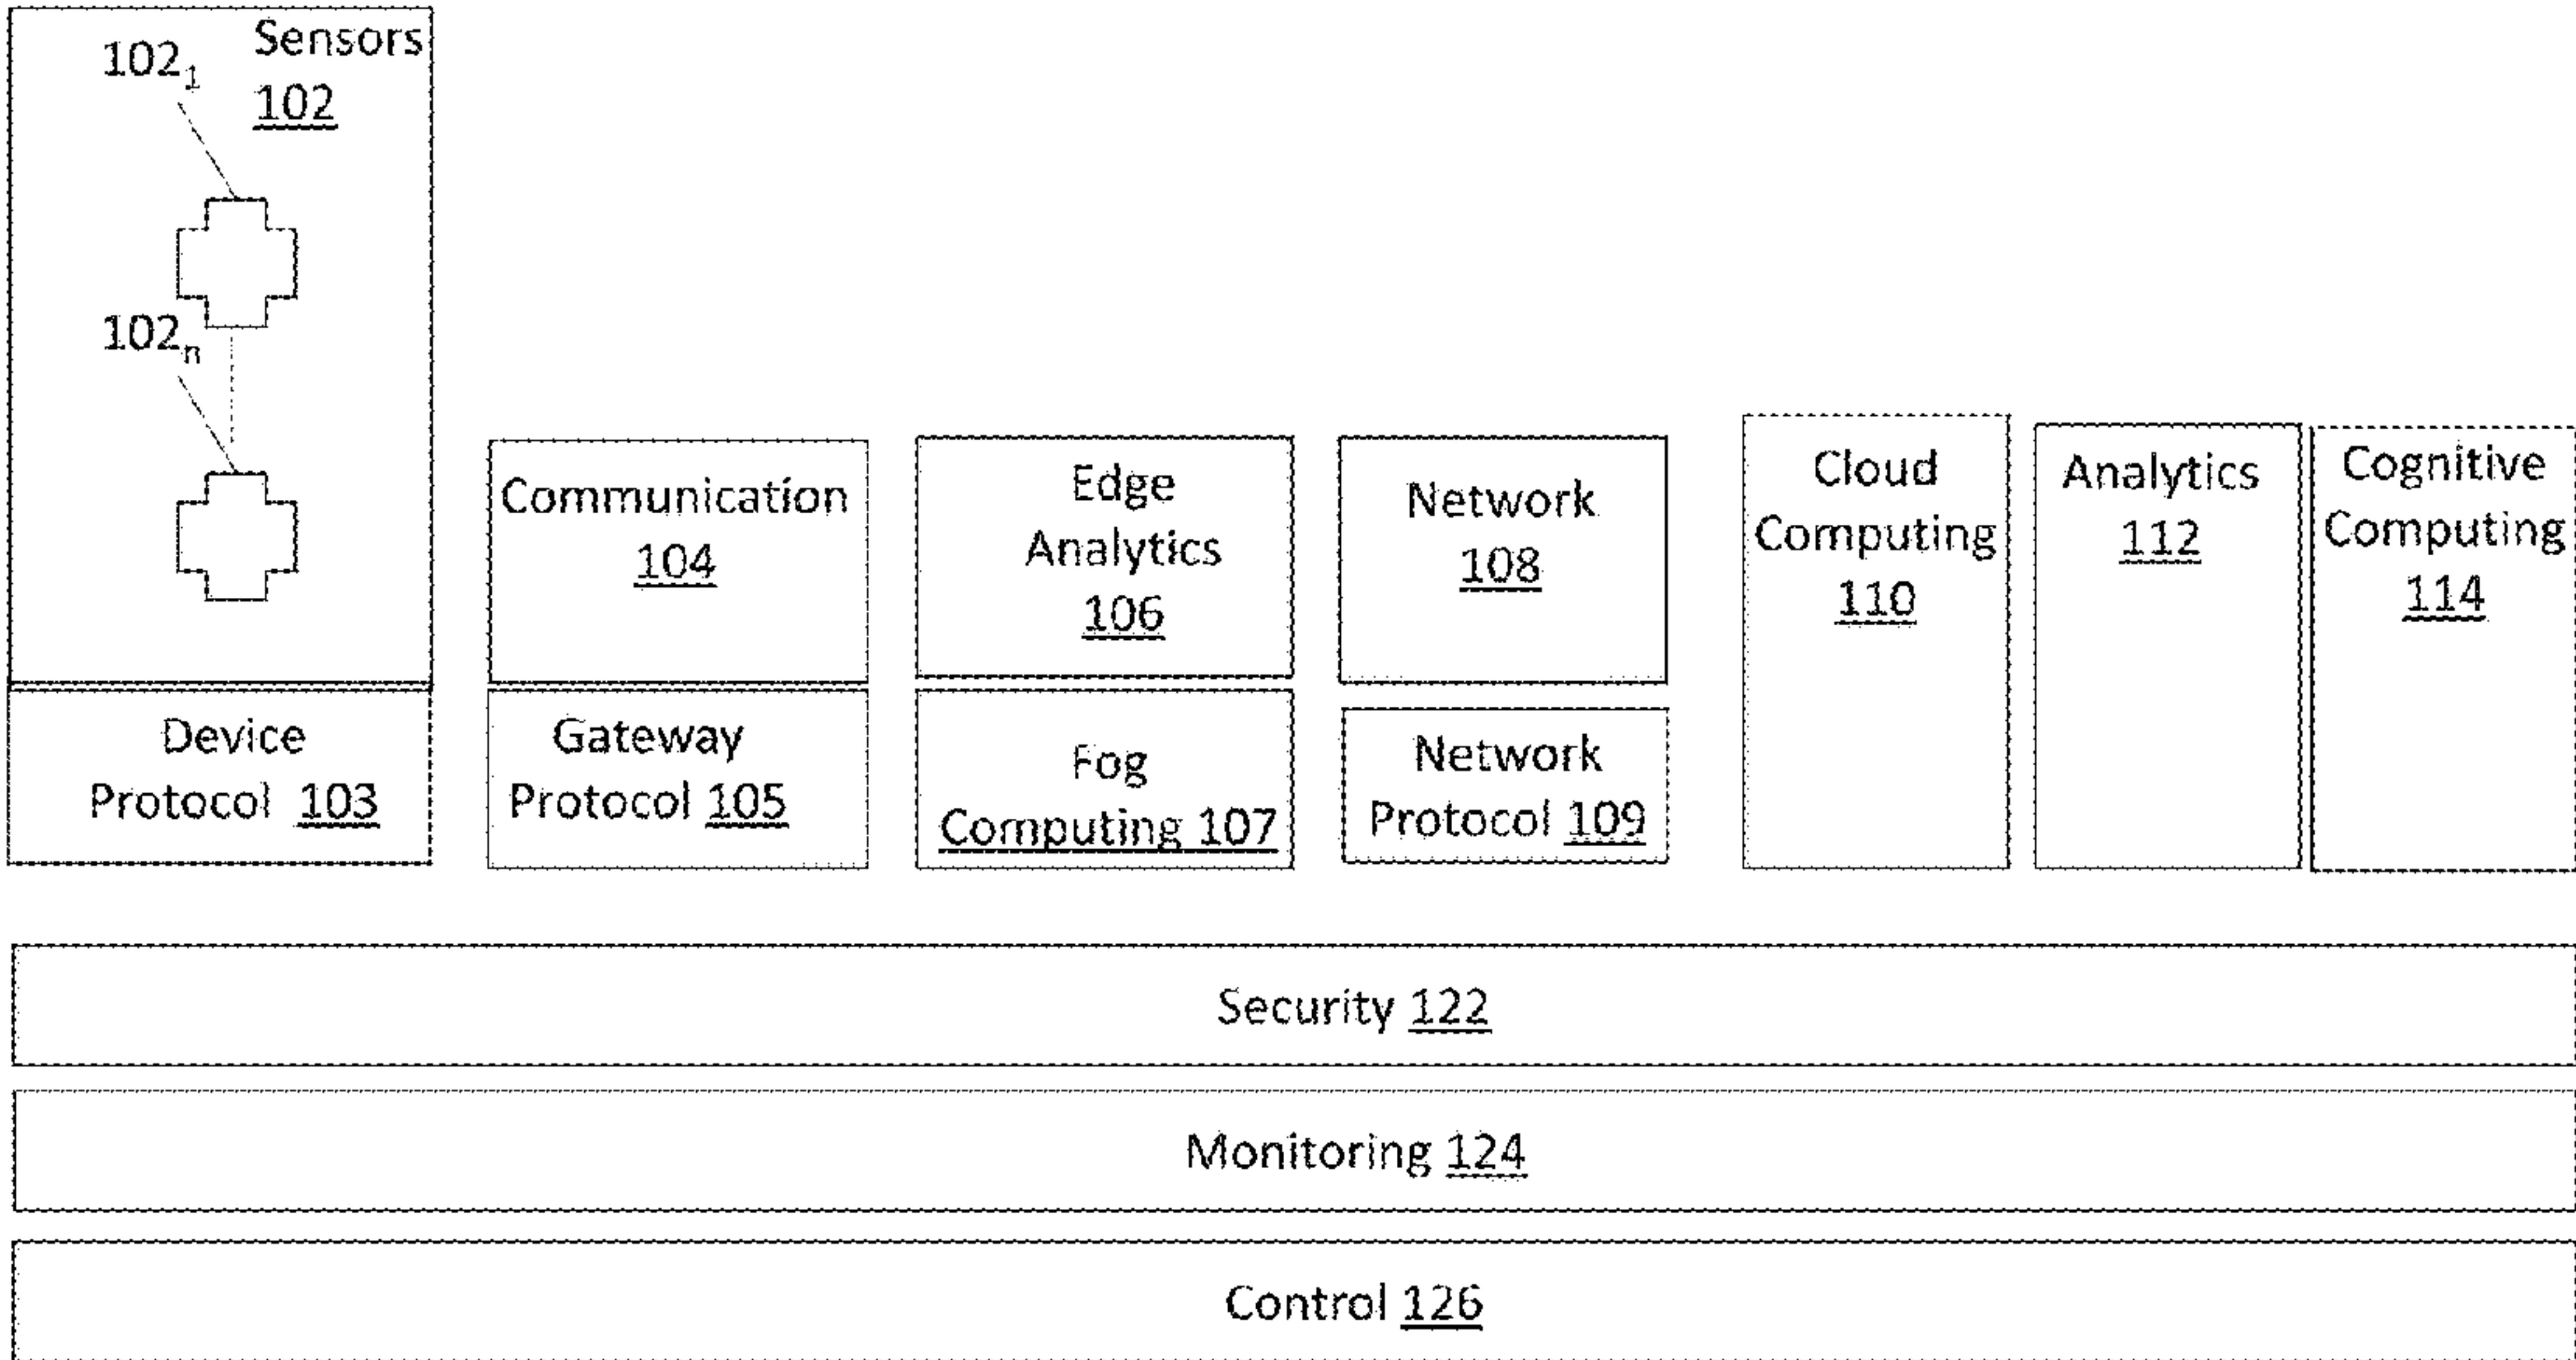 Sensors
102
102₁
102ₙ
Device
Protocol 103
Communication
104
Gateway
Protocol 105
Edge
Analytics
106
Fog
Computing 107
Network
108
Network
Protocol 109
Cloud
Computing
110
Analytics
112
Cognitive
Computing
114
Security 122
Monitoring 124
Control 126